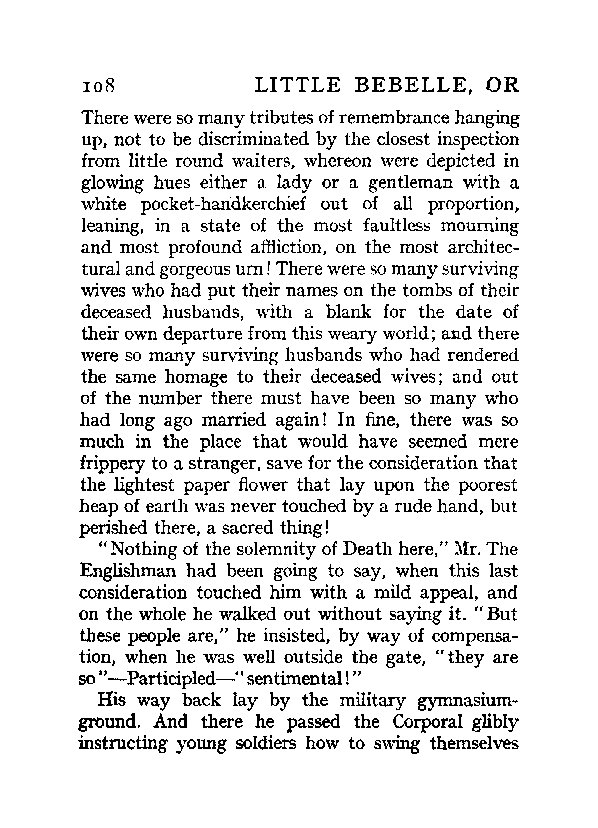 108 LITTLE BEBELLE, OR
There were so many tributes of remembrance hanging
up, not to be discriminated by the closest inspection
from little round waiters, whereon were depicted in
glowing hues either a lady or a gentleman with a
white pocket-handkerchief out of all proportion,
leaning, in a state of the most faultless mourning
and most profound affliction, on the most architec-
tural and gorgeous urn! There were so many surviving
wives who had put their names on the tombs of their
deceased husbands, with a blank for the date of
their own departure from this weary world; and there
were so many surviving husbands who had rendered
the same homage to their deceased wives; and out
of the number there must have been so many who
had long ago married again! In fine, there was so
much in the place that would have seemed mere
frippery to a stranger, save for the consideration that
the lightest paper flower that lay upon the poorest
heap of earth was never touched by a rude hand, but
perished there, a sacred thing!
"Nothing of the solemnity of Death here," Mr. The
Englishman had been going to say, when this last
consideration touched him with a mild appeal, and
on the whole he walked out without saying it. "But
these people are," he insisted, by way of compensa-
tion, when he was well outside the gate, "they are
so"—Participled—"sentimental!"
His way back lay by the military gymnasium-
ground. And there he passed the Corporal glibly
instructing young soldiers how to swing themselves